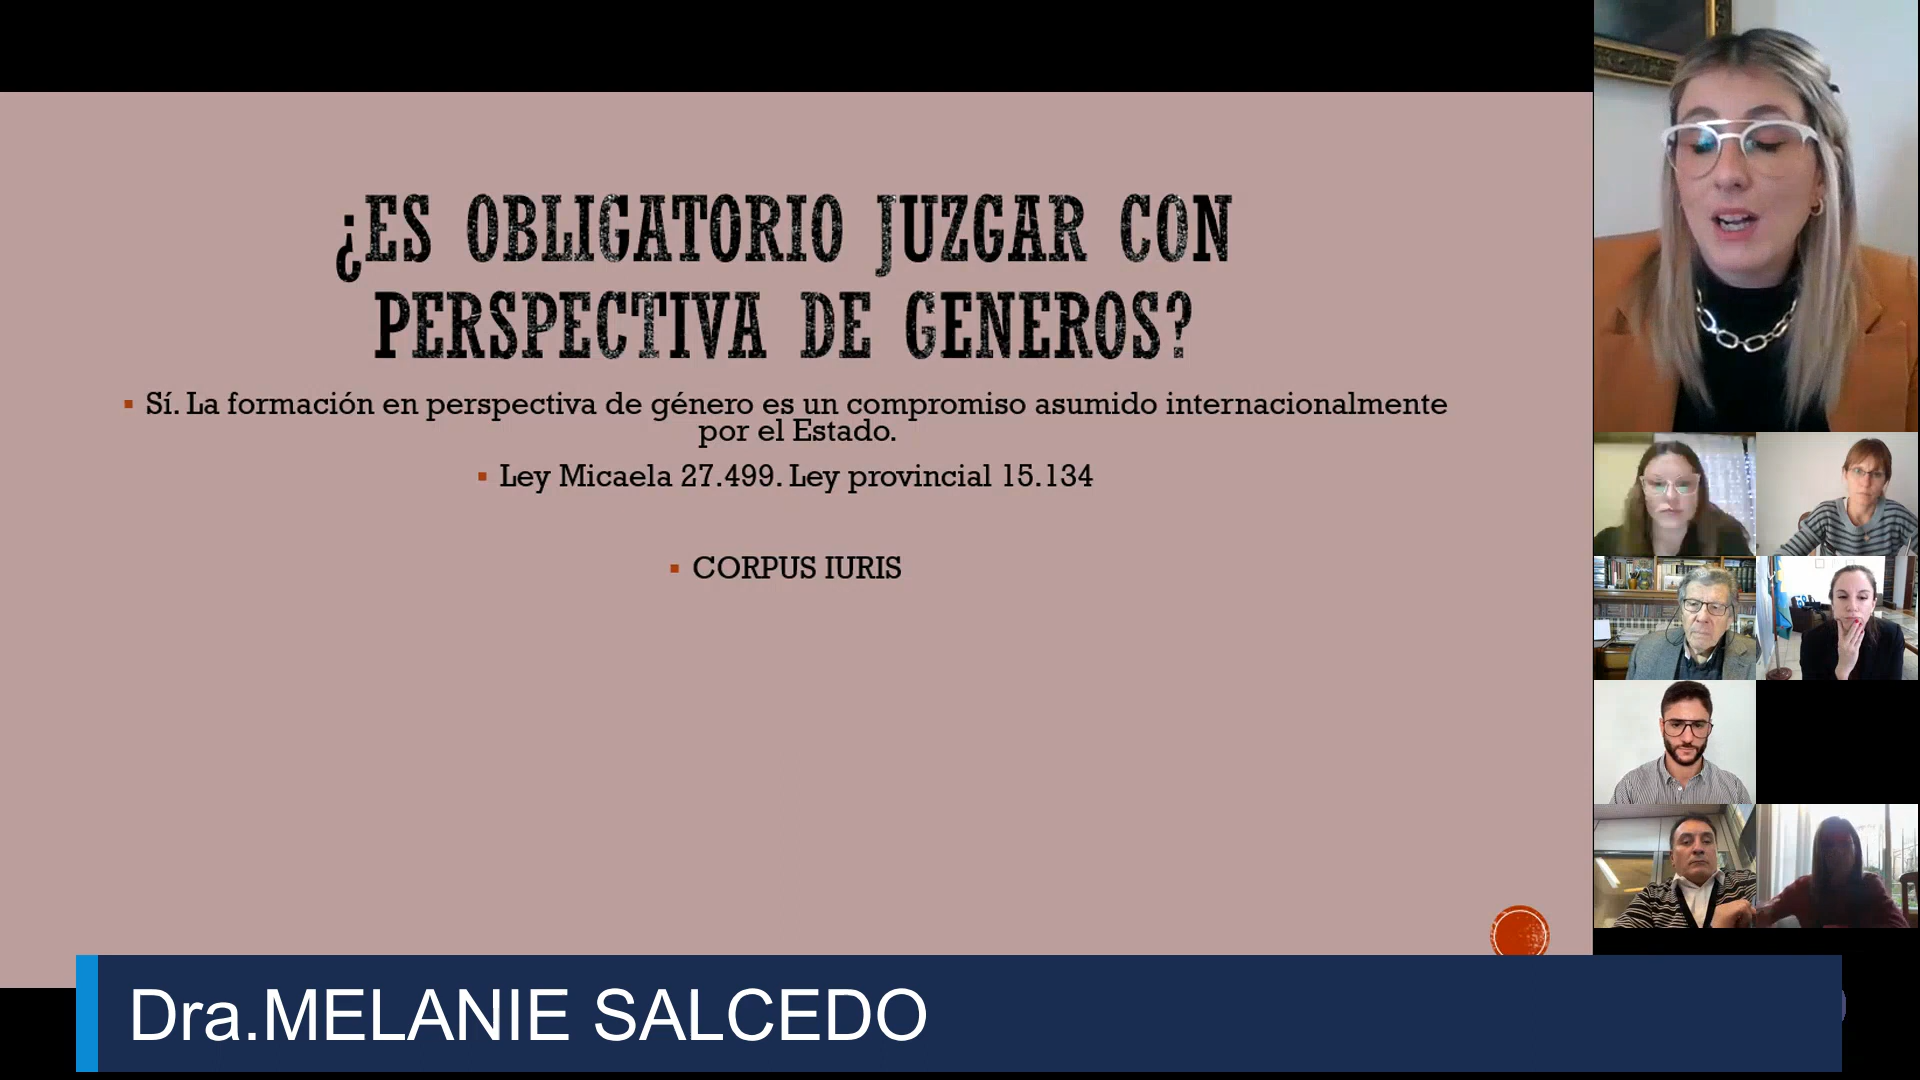 ¿ES OBLIGATORIO JUZGAR CON
PERSPECTIVA DE GENEROS?
▪ Sí. La formación en perspectiva de género es un compromiso asumido internacionalmente
por el Estado.
▪ Ley Micaela 27.499. Ley provincial 15.134
▪ CORPUS IURIS
Dra.MELANIE SALCEDO